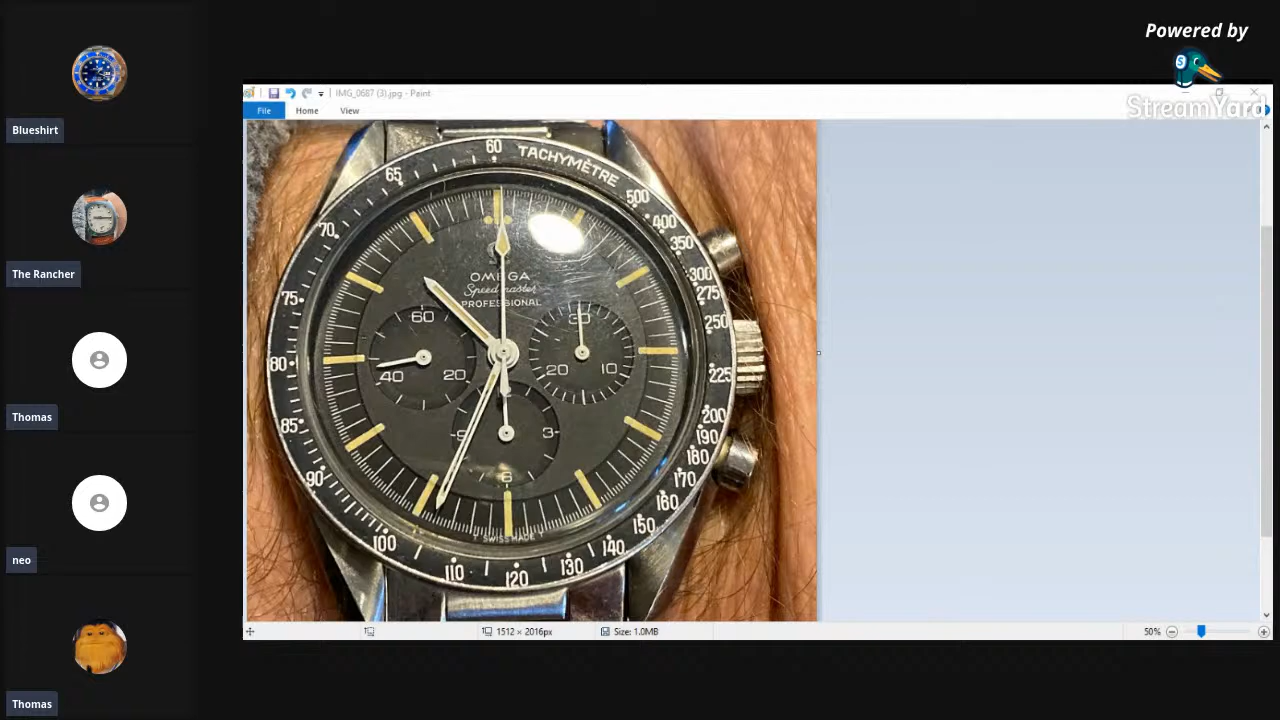 Powered by
StreamYard
Blueshirt
The Rancher
Thomas
neo
Thomas
IMG_0687 (3).jpg - Paint
File
Home
View
60
TACHYMÈTRE
500
400
350
300
275
250
225
200
190
180
170
160
150
140
130
120
110
100
90
85
80
75
70
65
OMEGA
Speedmaster
PROFESSIONAL
60
40
20
30
20
10
9
3
6
T SWISS MADE T
1512 × 2016px
Size: 1.0MB
50%